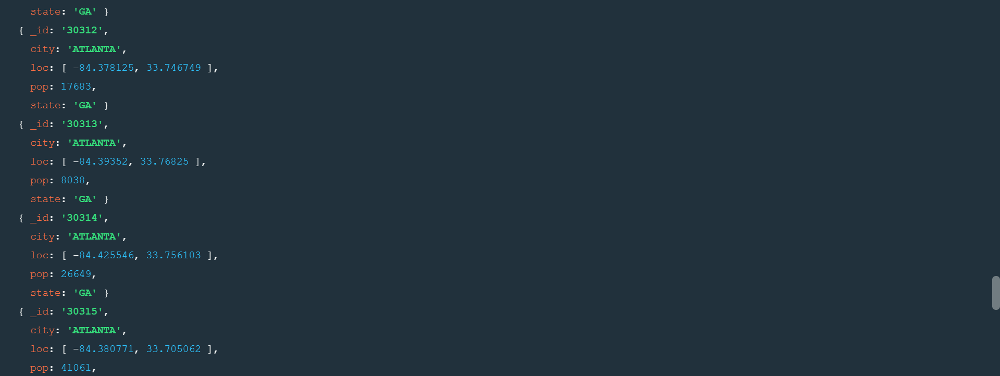 state: 'GA' }
{ _id: '30312',
city: 'ATLANTA',
loc: [ -84.378125, 33.746749 ],
pop: 17683,
state: 'GA' }
{ _id: '30313',
city: 'ATLANTA',
loc: [ -84.39352, 33.76825 ],
pop: 8038,
state: 'GA' }
{ _id: '30314',
city: 'ATLANTA',
loc: [ -84.425546, 33.756103 ],
pop: 26649,
state: 'GA' }
{ _id: '30315',
city: 'ATLANTA',
loc: [ -84.380771, 33.705062 ],
pop: 41061,